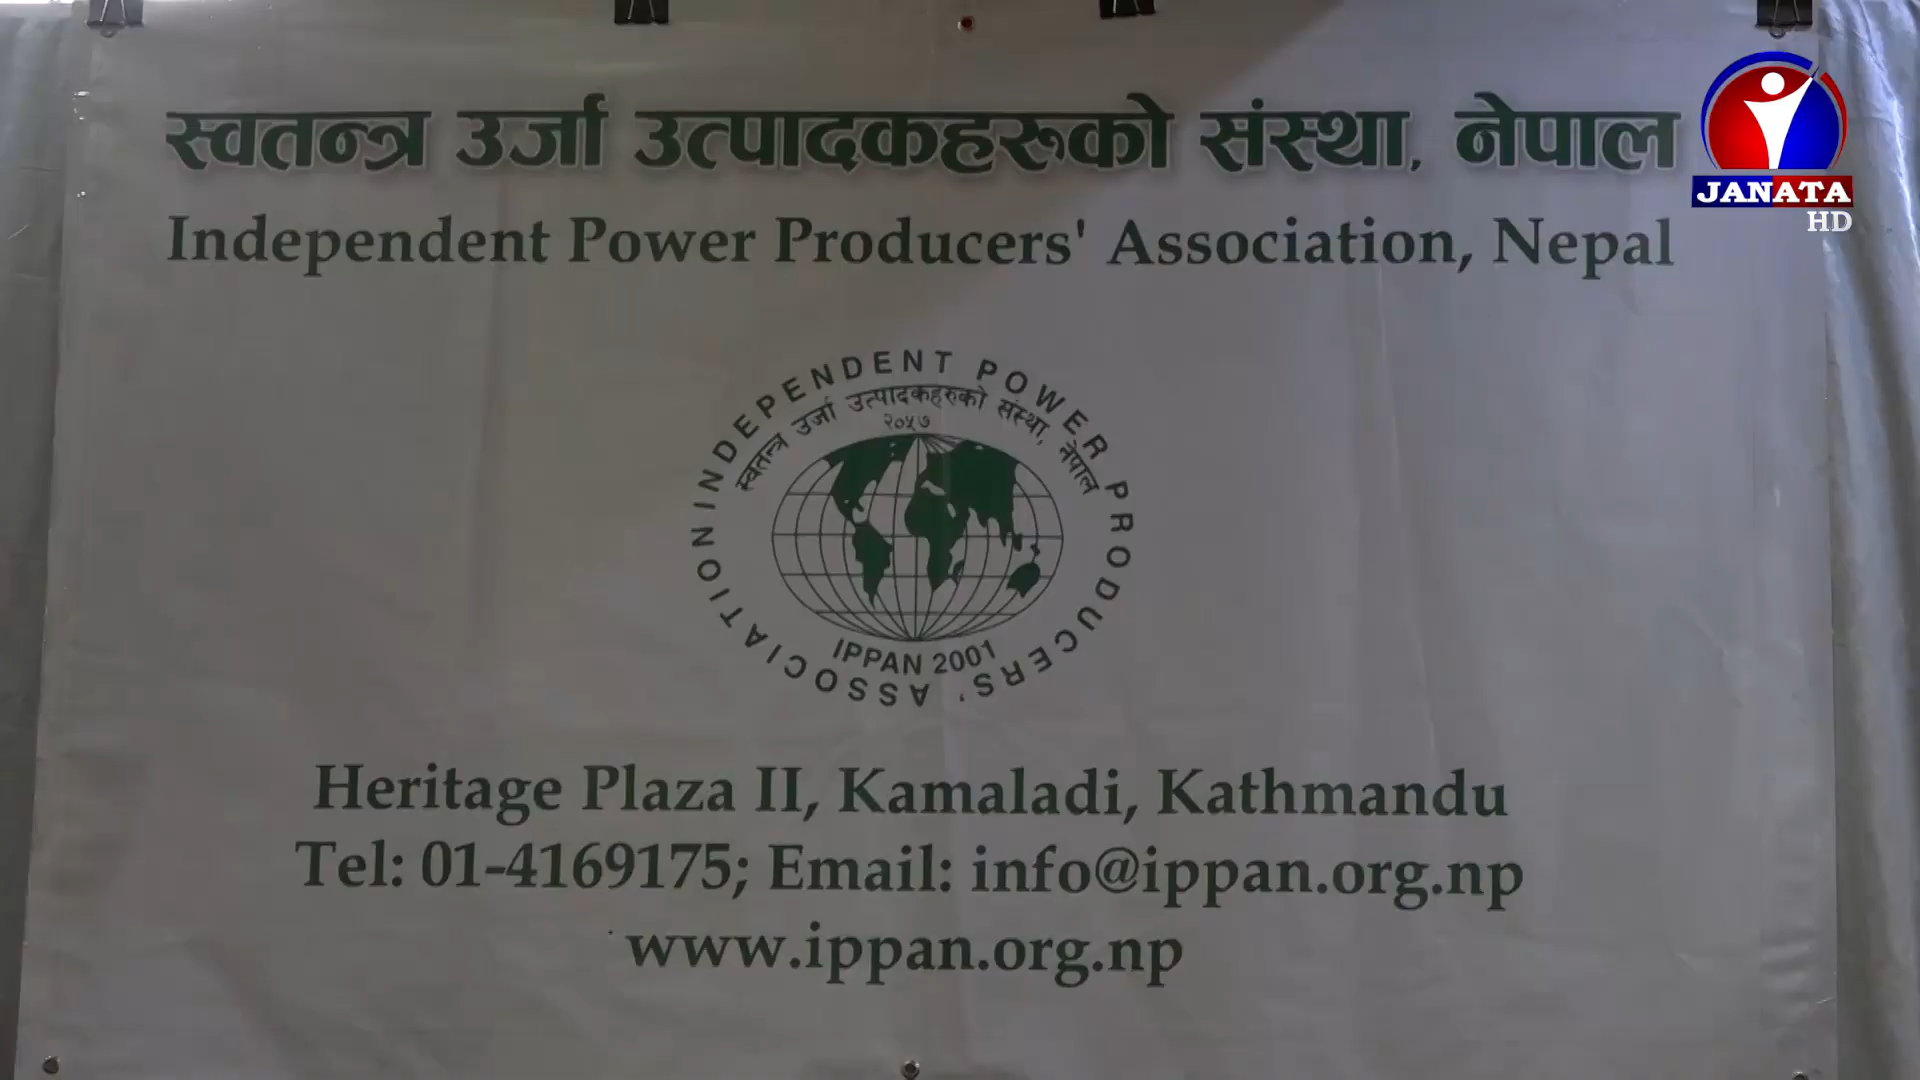 स्वतन्त्र उर्जा उत्पादकहरुको संस्था, नेपाल
Independent Power Producers' Association, Nepal
JANATA
HD
INDEPENDENT POWER PRODUCERS' ASSOCIATION
स्वतन्त्र उर्जा उत्पादकहरुको संस्था, नेपाल
२०५७
IPPAN 2001
Heritage Plaza II, Kamaladi, Kathmandu
Tel: 01-4169175; Email: info@ippan.org.np
www.ippan.org.np